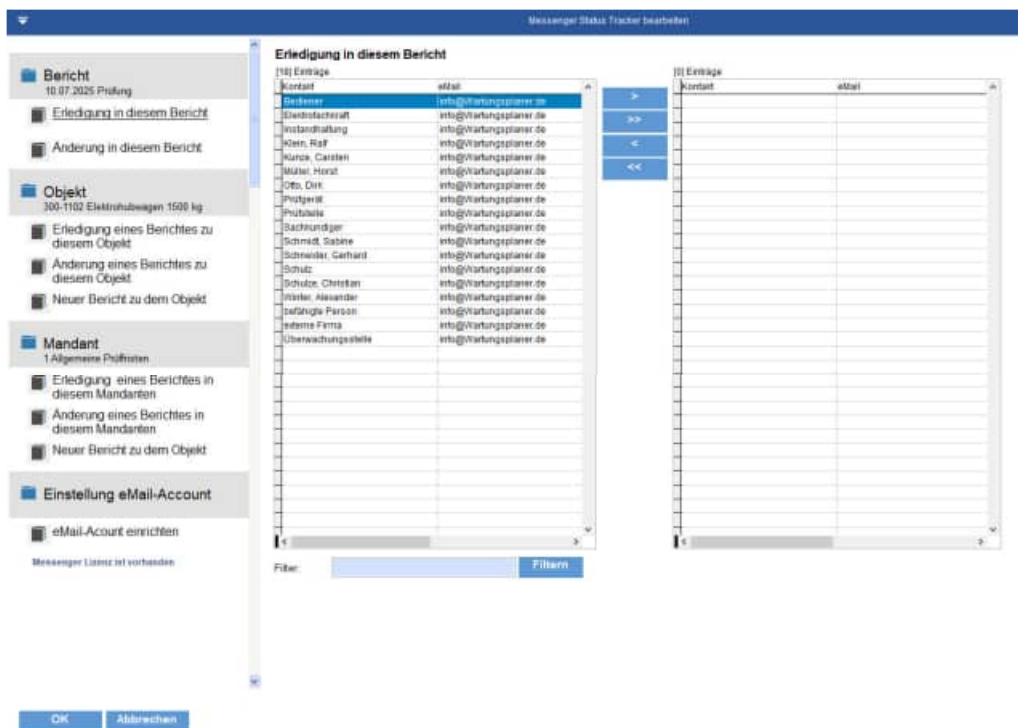 Messenger Status Tracker bearbeiten
Bericht
10.07.2025 Prüfung
Erledigung in diesem Bericht
Änderung in diesem Bericht
Objekt
300-1102 Elektrohubwagen 1500 kg
Erledigung eines Berichtes zu
diesem Objekt
Änderung eines Berichtes zu
diesem Objekt
Neuer Bericht zu dem Objekt
Mandant
1 Allgemeine Prüffristen
Erledigung eines Berichtes in
diesem Mandanten
Änderung eines Berichtes in
diesem Mandanten
Neuer Bericht zu dem Objekt
Einstellung eMail-Account
eMail-Acount einrichten
Messenger Lizenz ist vorhanden
Erledigung in diesem Bericht
[18] Einträge
Kontakt eMail
Bediener info@Wartungsplaner.de
Elektrofachkraft info@Wartungsplaner.de
Instandhaltung info@Wartungsplaner.de
Klein, Ralf info@Wartungsplaner.de
Kunze, Carsten info@Wartungsplaner.de
Müller, Horst info@Wartungsplaner.de
Otto, Dirk info@Wartungsplaner.de
Prüfgerät info@Wartungsplaner.de
Prüfstelle info@Wartungsplaner.de
Sachkundiger info@Wartungsplaner.de
Schmidt, Sabine info@Wartungsplaner.de
Schneider, Gerhard info@Wartungsplaner.de
Schulz info@Wartungsplaner.de
Schulze, Christian info@Wartungsplaner.de
Winter, Alexander info@Wartungsplaner.de
befähigte Person info@Wartungsplaner.de
externe Firma info@Wartungsplaner.de
Überwachungsstelle info@Wartungsplaner.de
Filter: Filtern
>
>>
<
<<
[0] Einträge
Kontakt eMail
OK Abbrechen